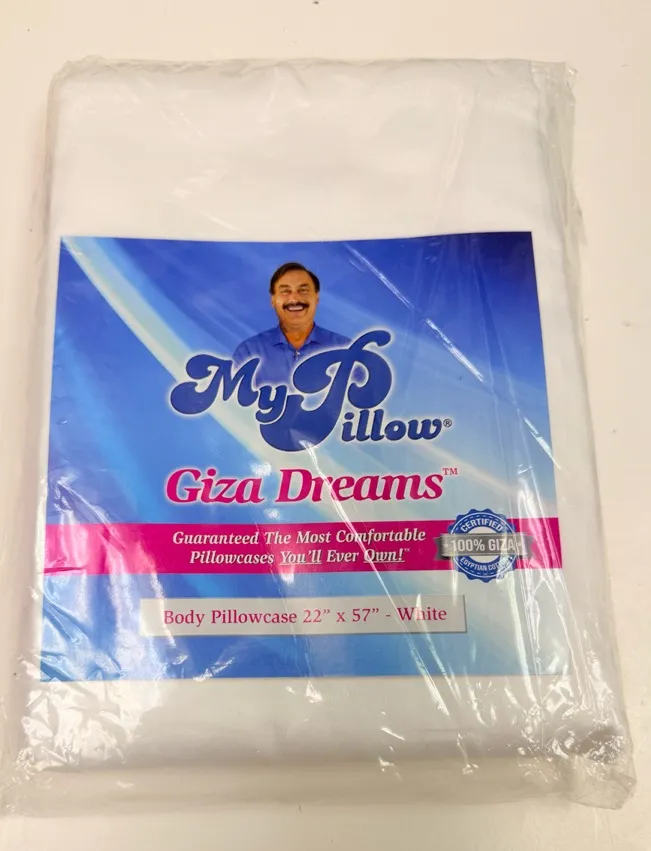 MyPillow®
Giza Dreams™
Guaranteed The Most Comfortable
Pillowcases You'll Ever Own!™
CERTIFIED
100% GIZA
EGYPTIAN COTTON
Body Pillowcase 22" x 57" - White